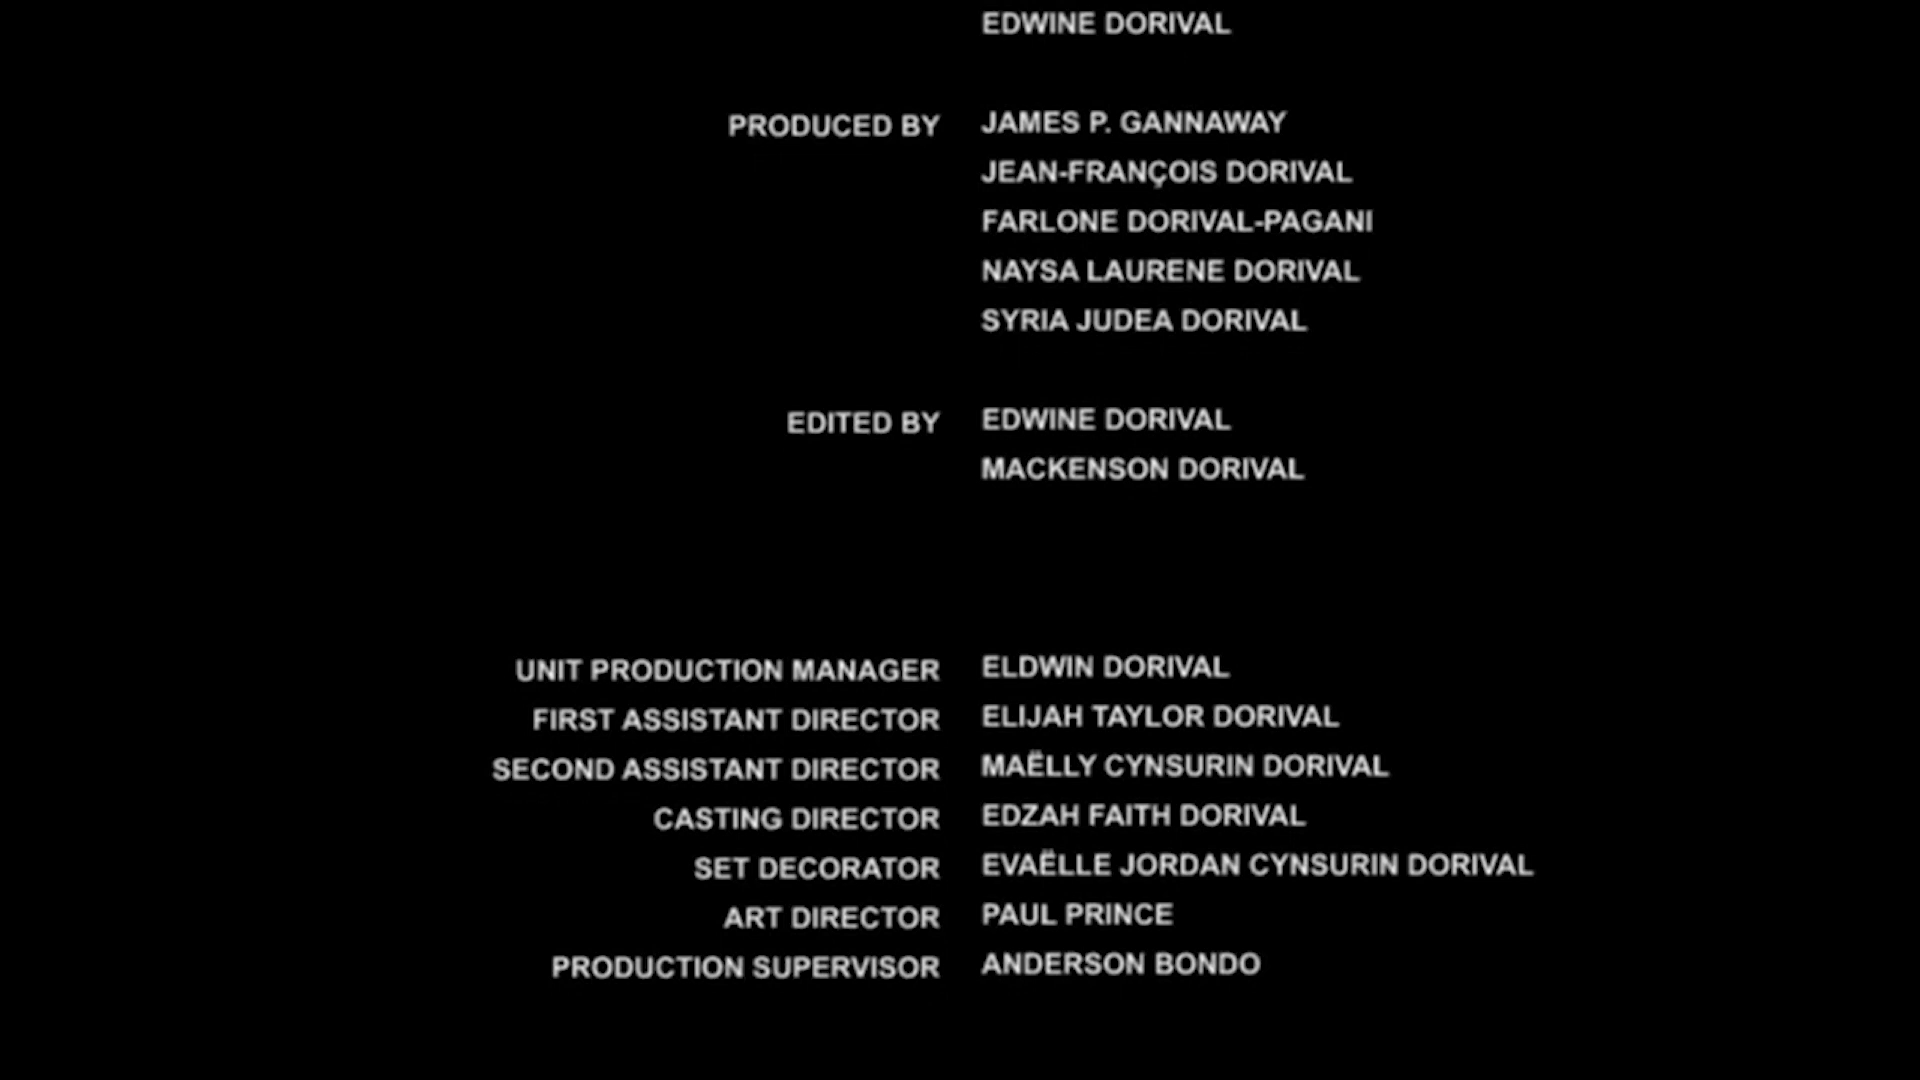 EDWINE DORIVAL
PRODUCED BY JAMES P. GANNAWAY
JEAN-FRANÇOIS DORIVAL
FARLONE DORIVAL-PAGANI
NAYSA LAURENE DORIVAL
SYRIA JUDEA DORIVAL
EDITED BY EDWINE DORIVAL
MACKENSON DORIVAL
UNIT PRODUCTION MANAGER ELDWIN DORIVAL
FIRST ASSISTANT DIRECTOR ELIJAH TAYLOR DORIVAL
SECOND ASSISTANT DIRECTOR MAËLLY CYNSURIN DORIVAL
CASTING DIRECTOR EDZAH FAITH DORIVAL
SET DECORATOR EVAËLLE JORDAN CYNSURIN DORIVAL
ART DIRECTOR PAUL PRINCE
PRODUCTION SUPERVISOR ANDERSON BONDO